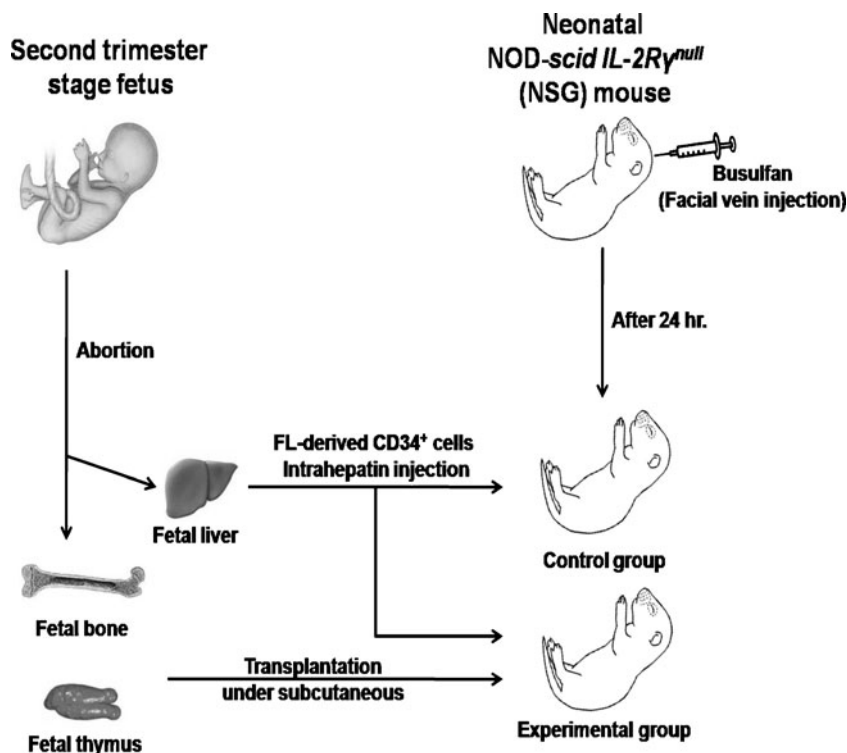 Second trimester
stage fetus
Neonatal
NOD-scid IL-2Rγnull
(NSG) mouse
Busulfan
(Facial vein injection)
Abortion
After 24 hr.
FL-derived CD34+ cells
Intrahepatin injection
Fetal liver
Control group
Fetal bone
Transplantation
under subcutaneous
Fetal thymus
Experimental group